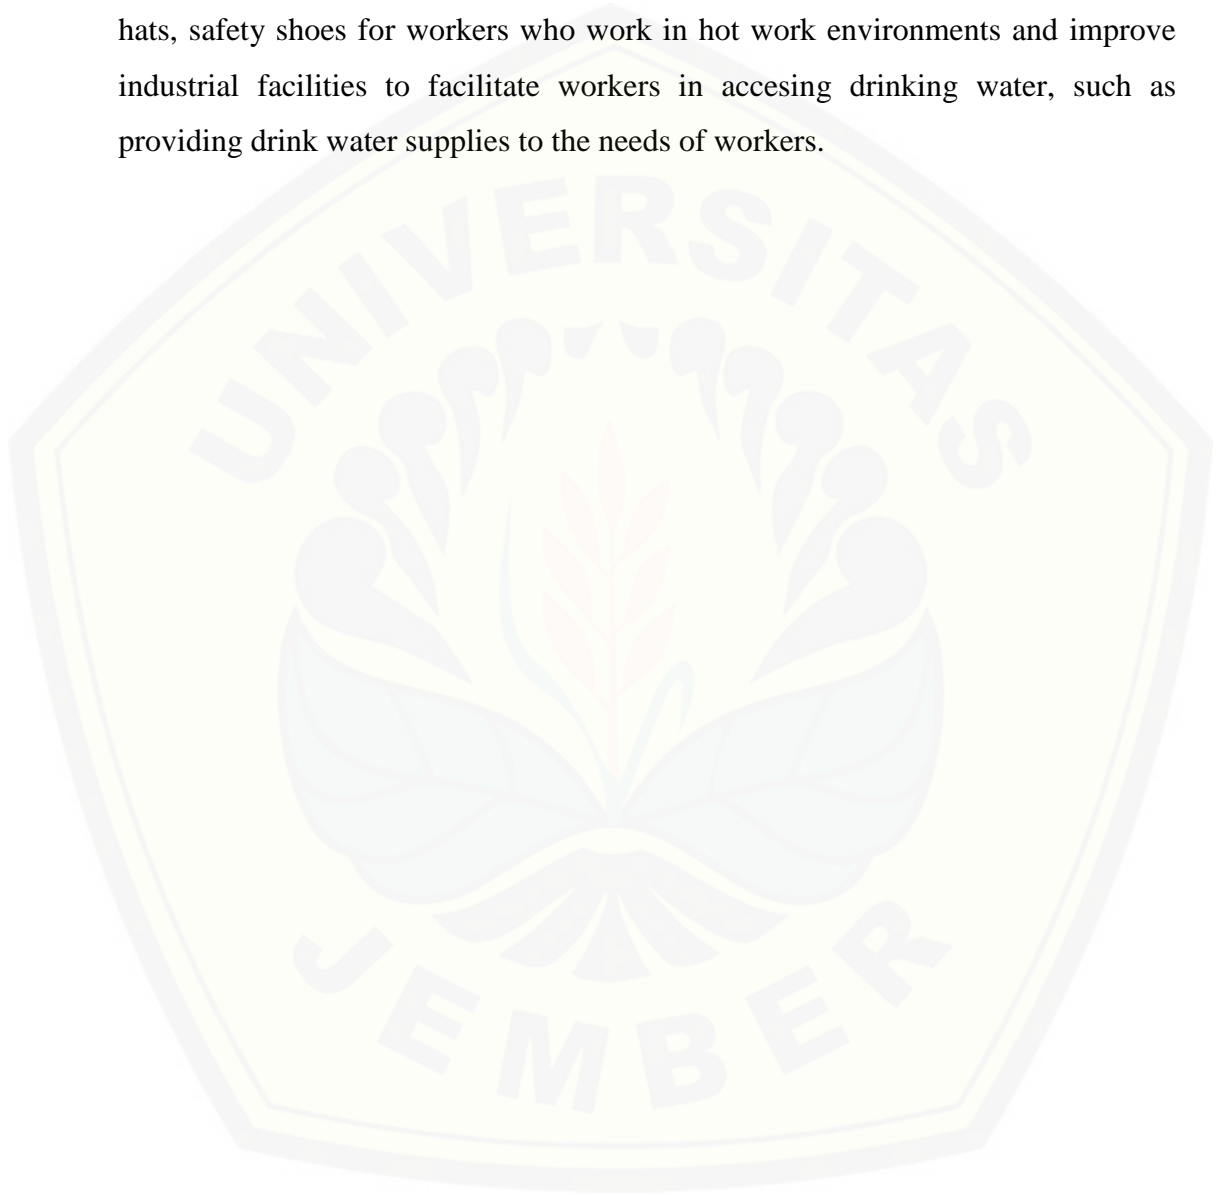 hats, safety shoes for workers who work in hot work environments and improve
industrial facilities to facilitate workers in accesing drinking water, such as
providing drink water supplies to the needs of workers.
UNIVERSITAS
JEMBER